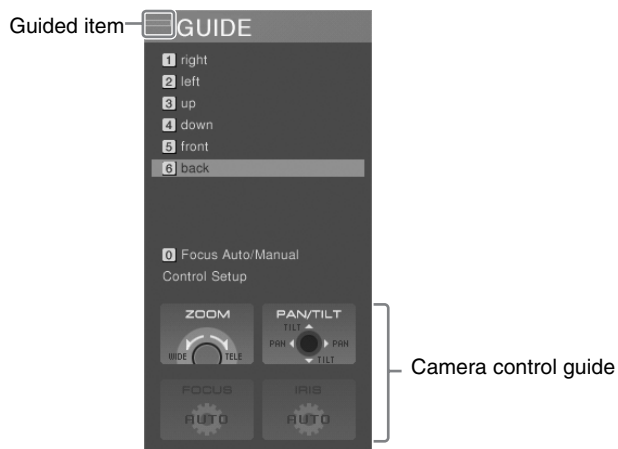 Guided item
GUIDE
1 right
2 left
3 up
4 down
5 front
6 back
0 Focus Auto/Manual
Control Setup
ZOOM
WIDE TELE
PAN/TILT
TILT
PAN PAN
TILT
Camera control guide
FOCUS
AUTO
IRIS
AUTO